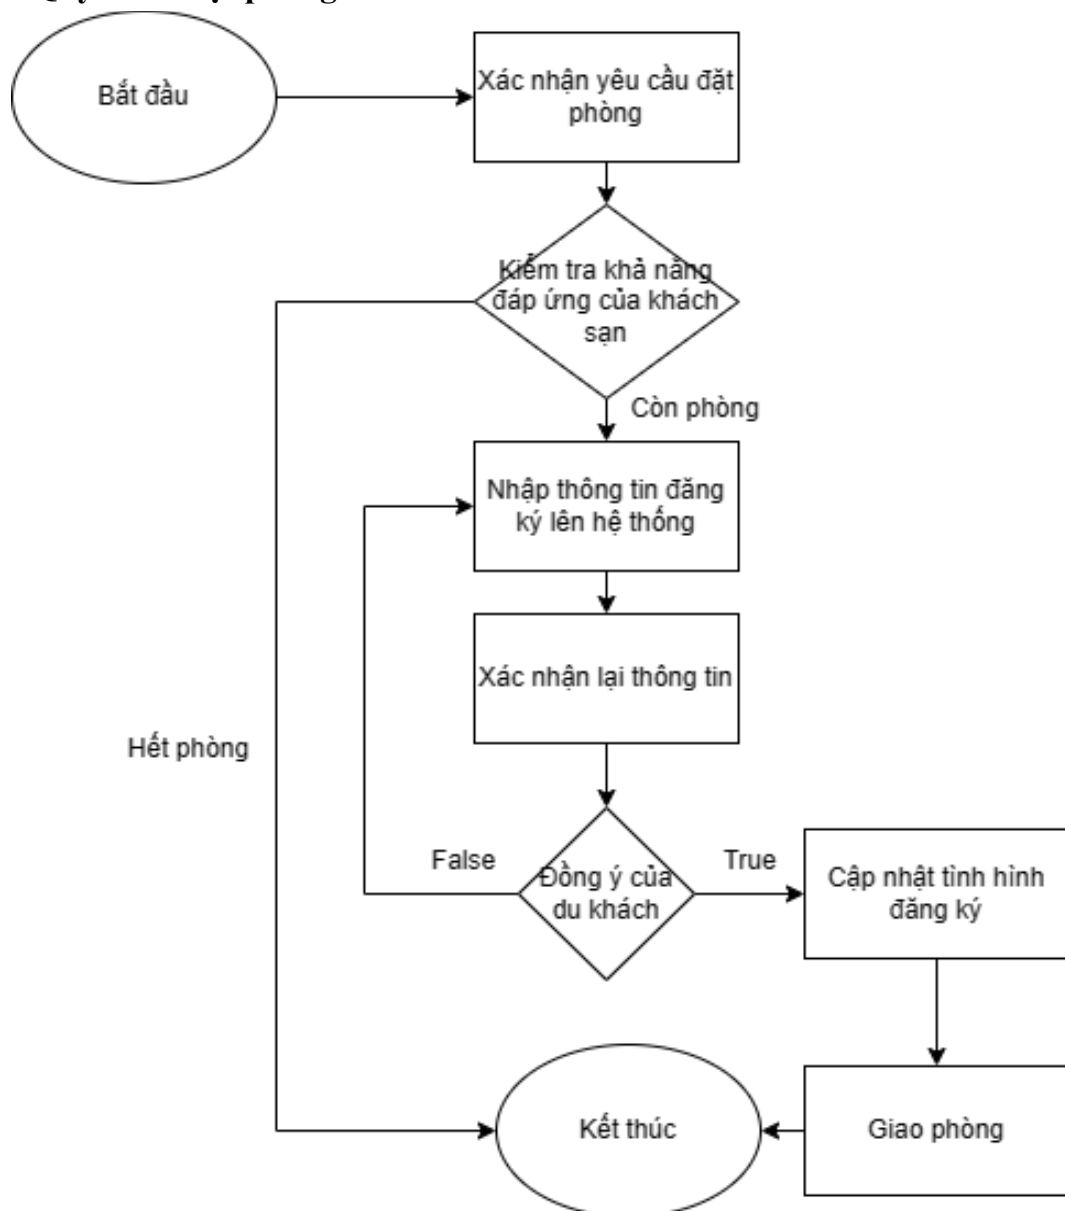 Bắt đầu
Xác nhận yêu cầu đặt
phòng
Kiểm tra khả năng
đáp ứng của khách
sạn
Còn phòng
Nhập thông tin đăng
ký lên hệ thống
Xác nhận lại thông tin
Hết phòng
False
Đồng ý của
du khách
True
Cập nhật tình hình
đăng ký
Kết thúc
Giao phòng